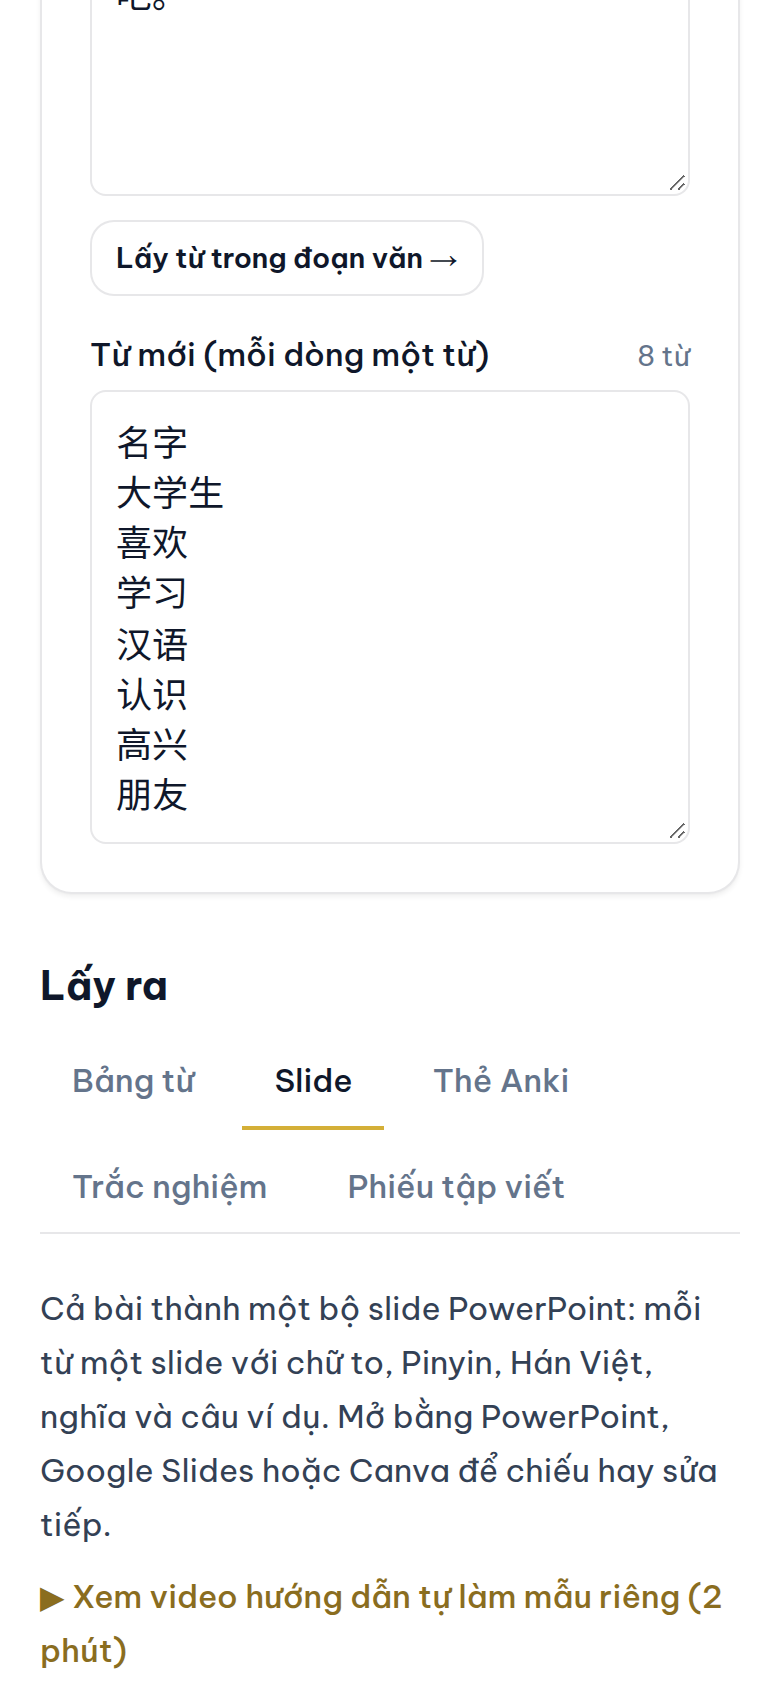 吧。
Lấy từ trong đoạn văn →
Từ mới (mỗi dòng một từ) 8 từ
名字
大学生
喜欢
学习
汉语
认识
高兴
朋友
Lấy ra
Bảng từ Slide Thẻ Anki
Trắc nghiệm Phiếu tập viết
Cả bài thành một bộ slide PowerPoint: mỗi
từ một slide với chữ to, Pinyin, Hán Việt,
nghĩa và câu ví dụ. Mở bằng PowerPoint,
Google Slides hoặc Canva để chiếu hay sửa
tiếp.
▶ Xem video hướng dẫn tự làm mẫu riêng (2
phút)